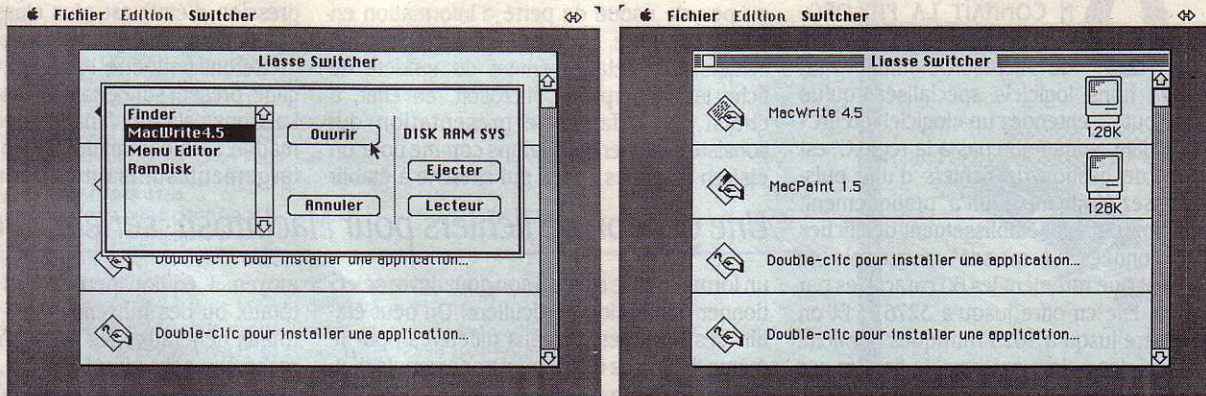 Fichier Edition Switcher
Liasse Switcher
Finder
MacWrite4.5
Menu Editor
RamDisk
Ouvrir
DISK RAM SYS
Ejecter
Annuler
Lecteur
Double-clic pour installer une application...
Double-clic pour installer une application...
Fichier Edition Switcher
Liasse Switcher
MacWrite 4.5
128K
MacPaint 1.5
128K
Double-clic pour installer une application...
Double-clic pour installer une application...